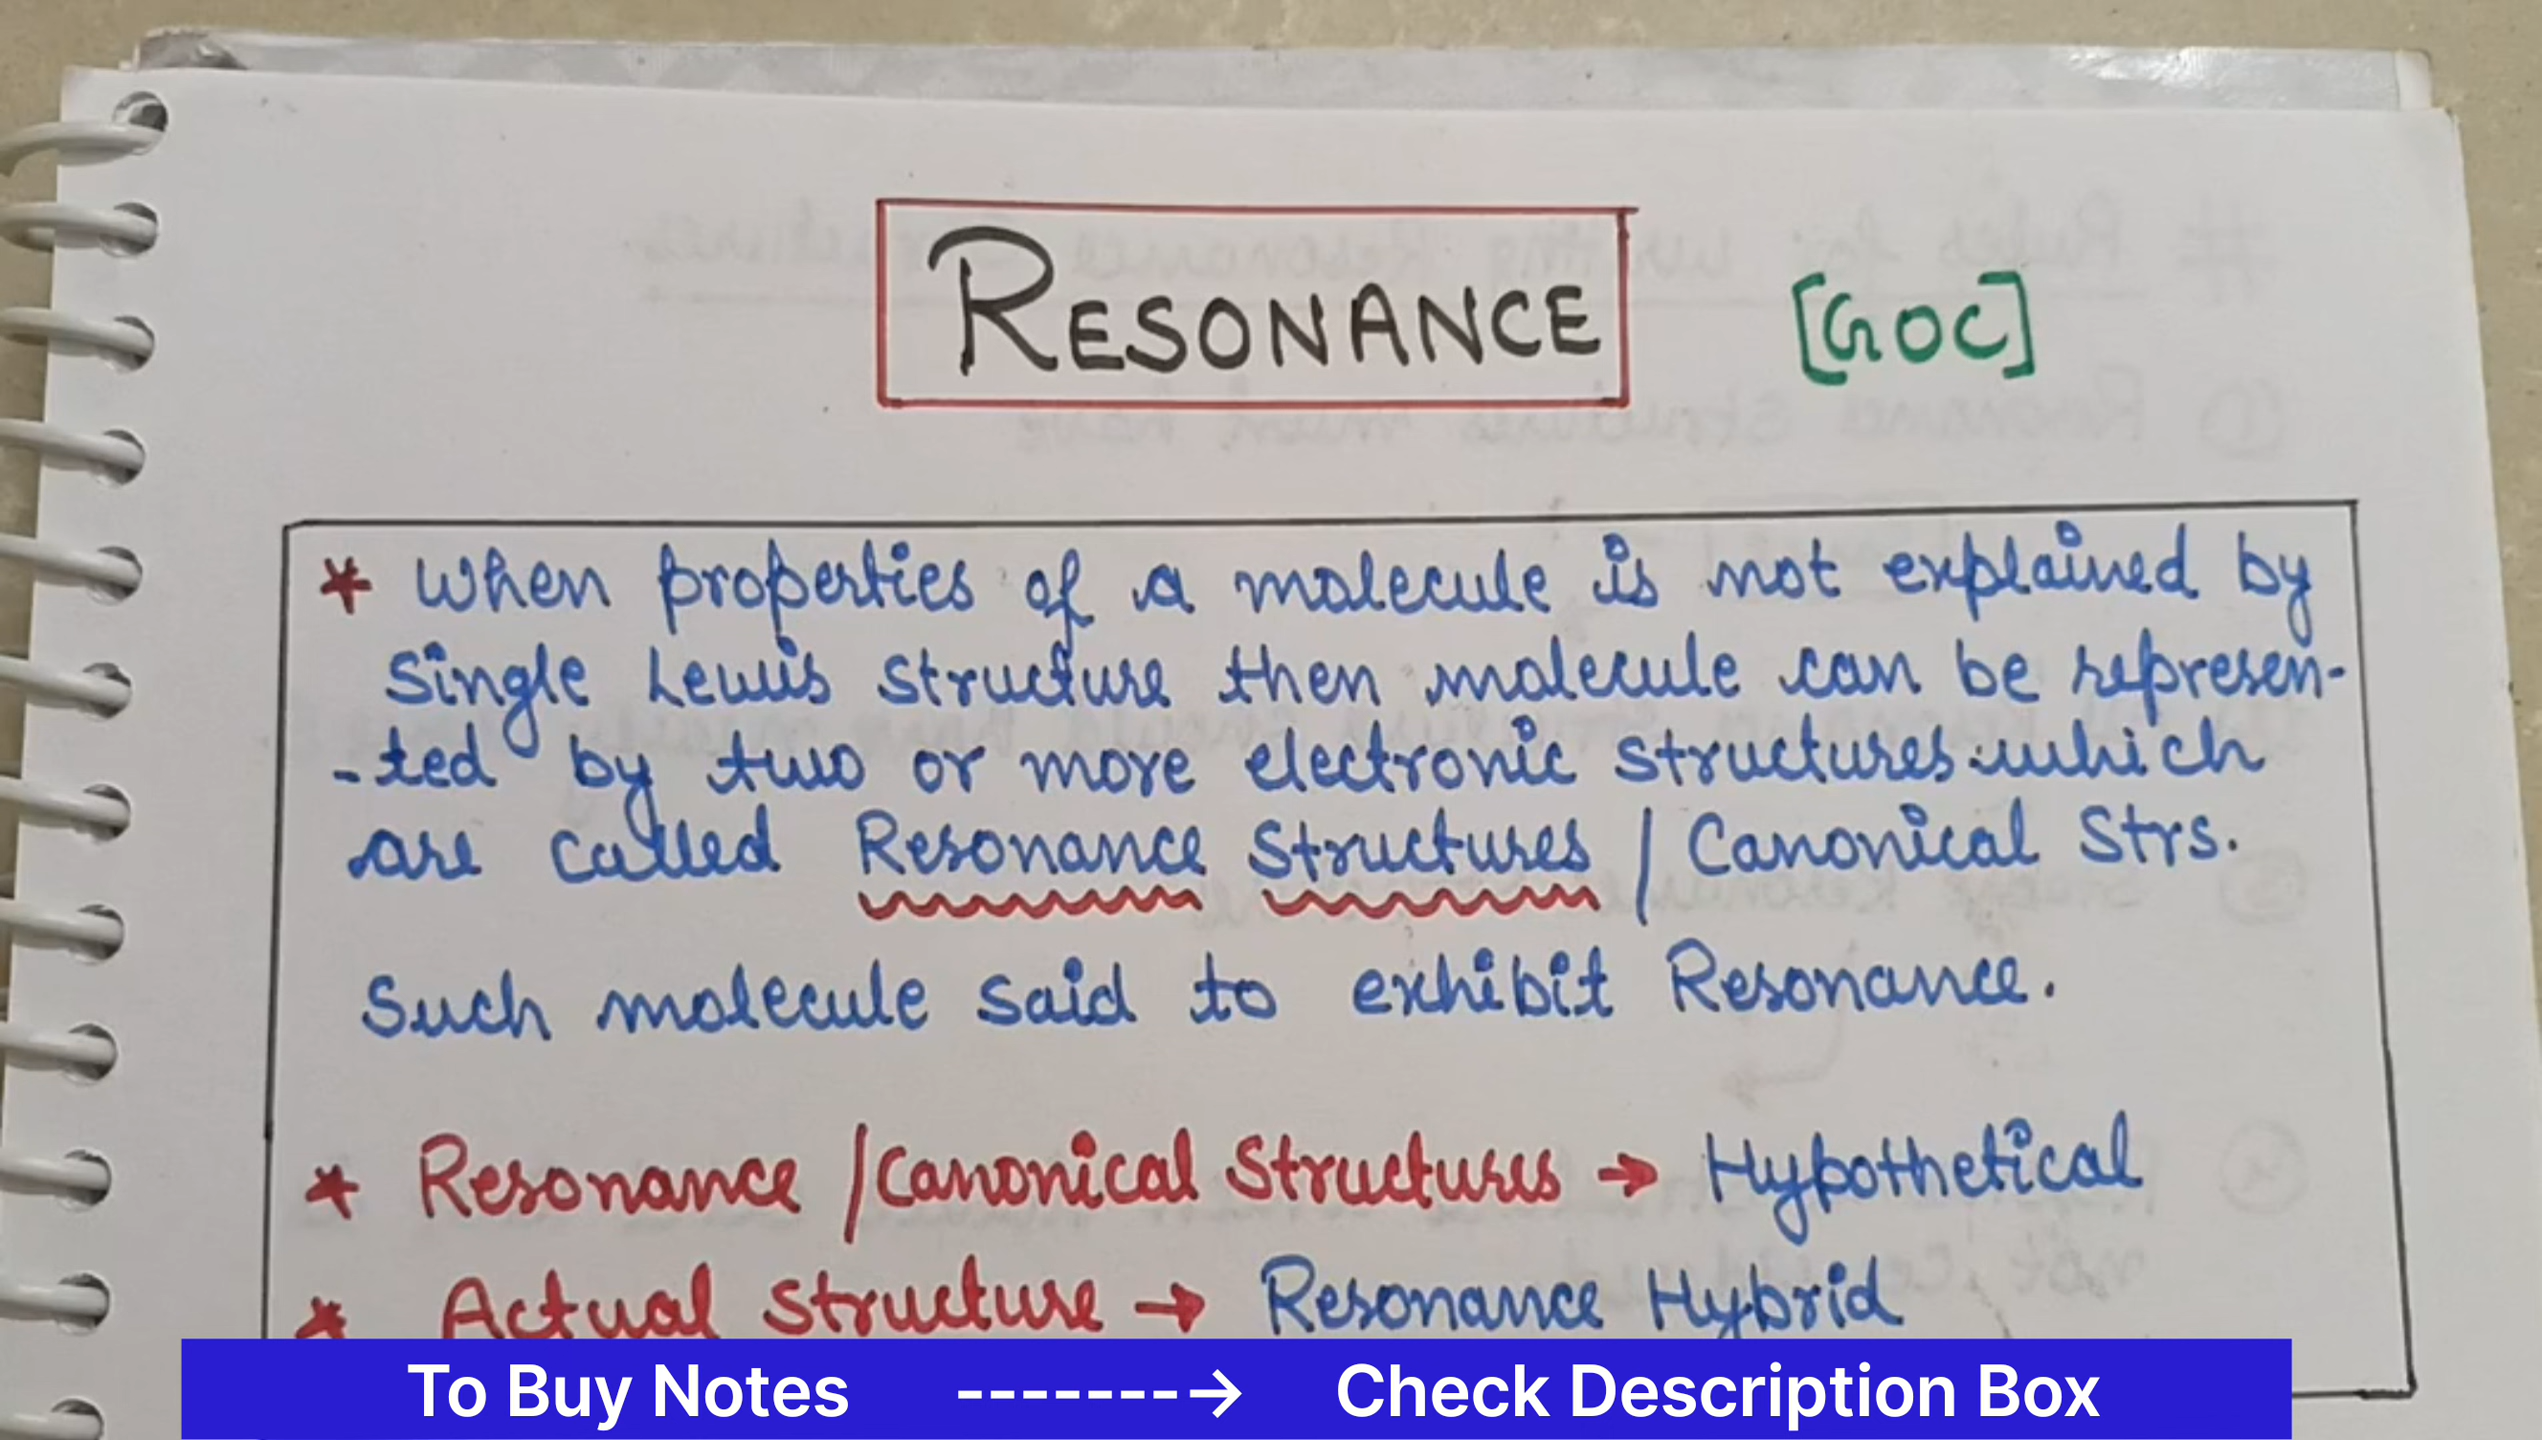 RESONANCE [GOC]
* When properties of a molecule is not explained by
Single Lewis Structure then molecule can be represen-
-ted by two or more electronic structures which
are called Resonance Structures / Canonical Strs.
Such molecule said to exhibit Resonance.
* Resonance / Canonical Structures → Hypothetical
* Actual Structure → Resonance Hybrid
To Buy Notes -------→ Check Description Box